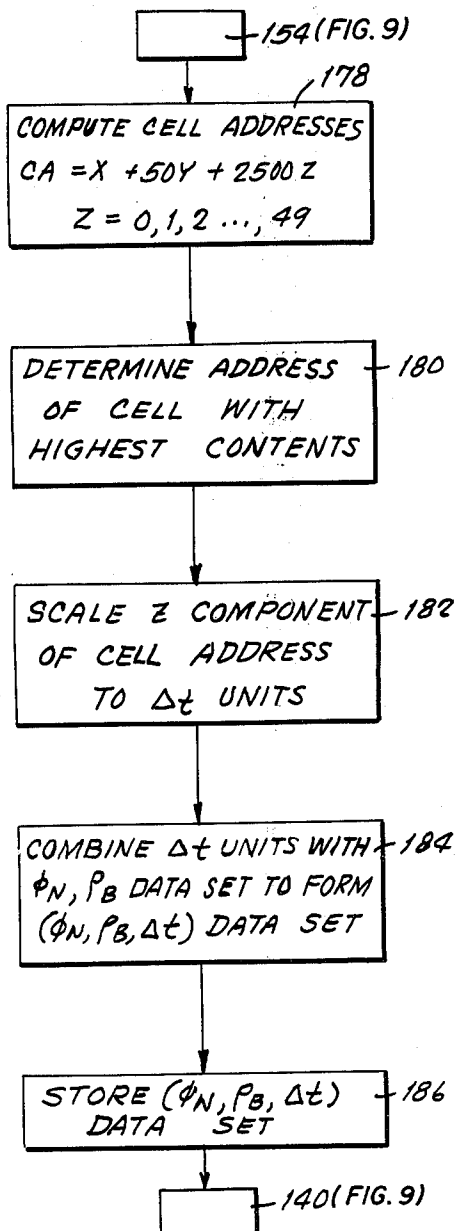 154 (FIG. 9)
178
COMPUTE CELL ADDRESSES
CA = X + 50Y + 2500 Z
Z = 0, 1, 2 ..., 49
DETERMINE ADDRESS
180
OF CELL WITH
HIGHEST CONTENTS
SCALE Z COMPONENT
182
OF CELL ADDRESS
TO Δt UNITS
COMBINE Δt UNITS WITH
184
ϕN, ρB DATA SET TO FORM
(ϕN, ρB, Δt) DATA SET
STORE (ϕN, ρB, Δt)
186
DATA SET
140 (FIG. 9)